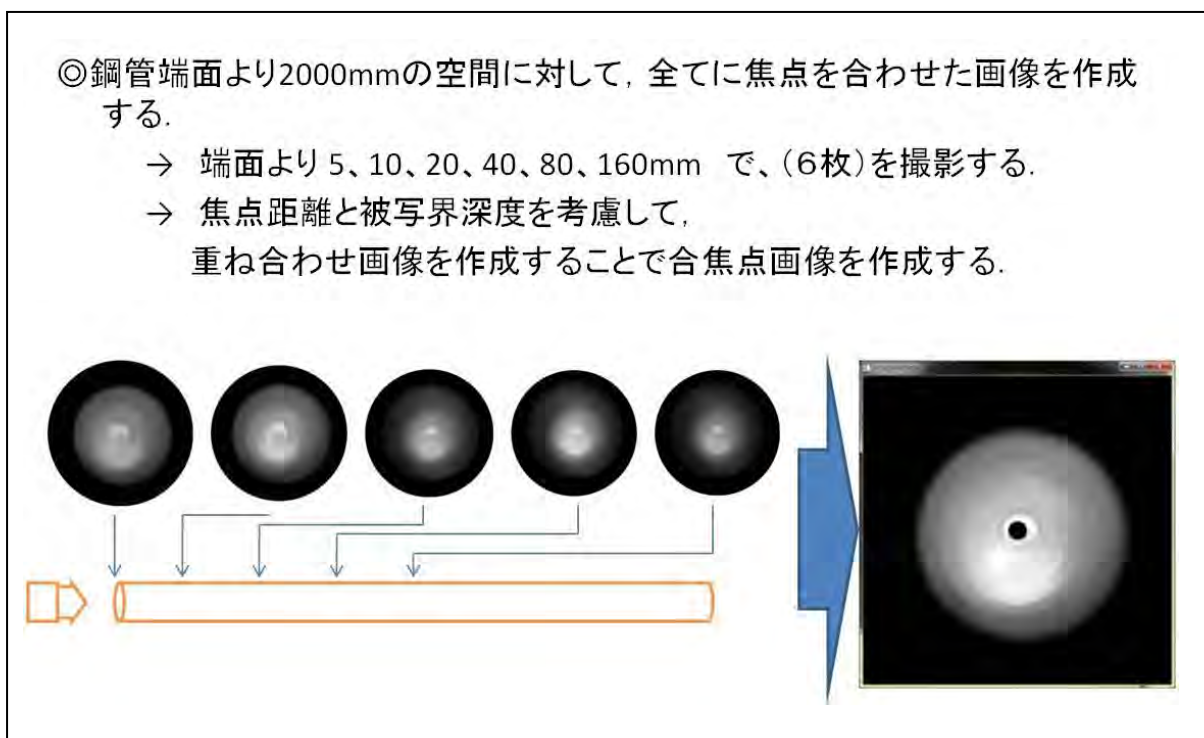 ◎鋼管端面より2000mmの空間に対して，全てに焦点を合わせた画像を作成
する．
→ 端面より 5、10、20、40、80、160mm で、（６枚）を撮影する．
→ 焦点距離と被写界深度を考慮して，
重ね合わせ画像を作成することで合焦点画像を作成する．